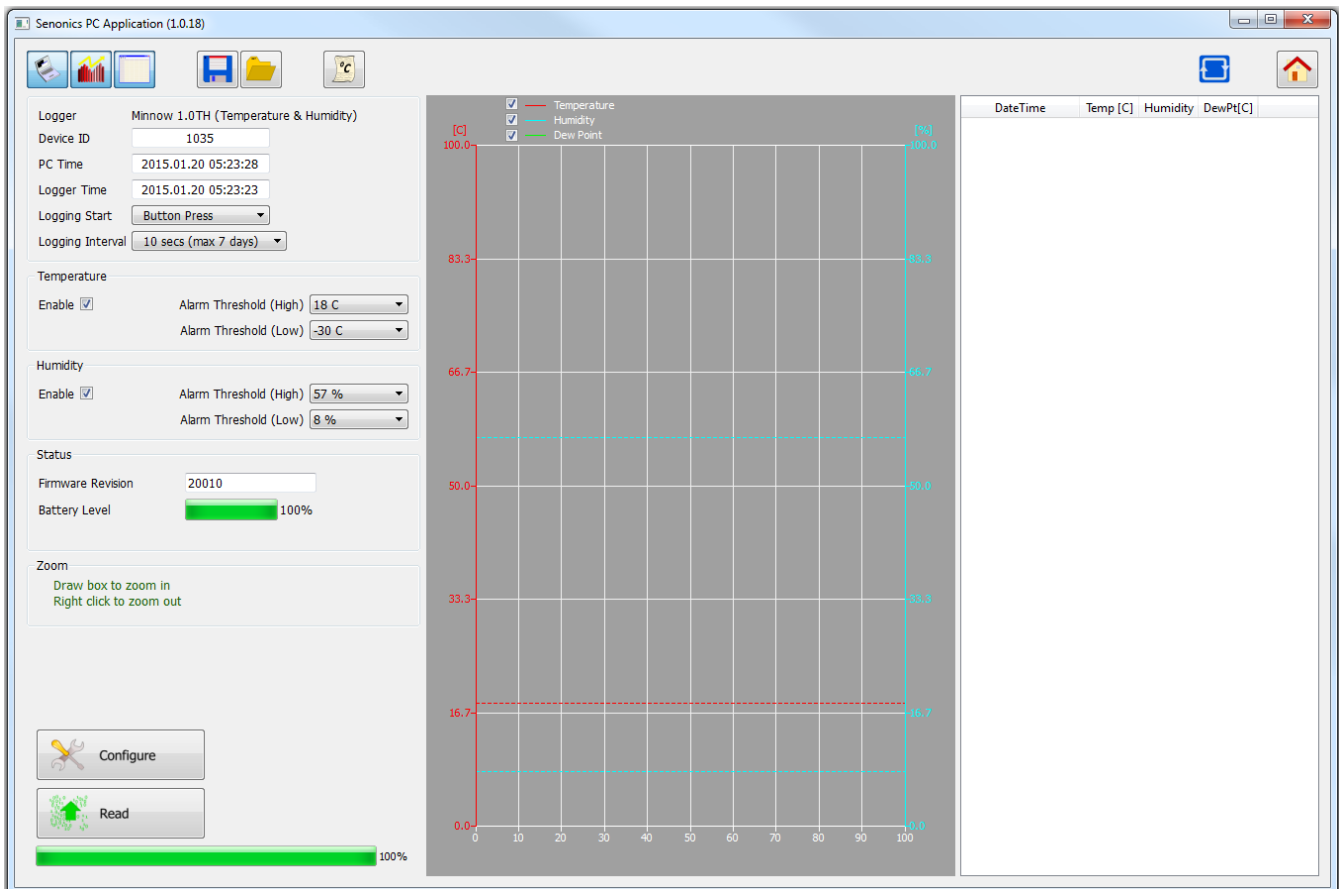 Senonics PC Application (1.0.18)
°C
Logger Minnow 1.0TH (Temperature & Humidity)
Device ID 1035
PC Time 2015.01.20 05:23:28
Logger Time 2015.01.20 05:23:23
Logging Start Button Press
Logging Interval 10 secs (max 7 days)
Temperature
Enable Alarm Threshold (High) 18 C
Alarm Threshold (Low) -30 C
Humidity
Enable Alarm Threshold (High) 57 %
Alarm Threshold (Low) 8 %
Status
Firmware Revision 20010
Battery Level 100%
Zoom
Draw box to zoom in
Right click to zoom out
Configure
Read
100%
Temperature
Humidity
Dew Point
[C] [%]
100.0 100.0
83.3 83.3
66.7 66.7
50.0 50.0
33.3 33.3
16.7 16.7
0.0 0.0
0 10 20 30 40 50 60 70 80 90 100
DateTime Temp [C] Humidity DewPt[C]